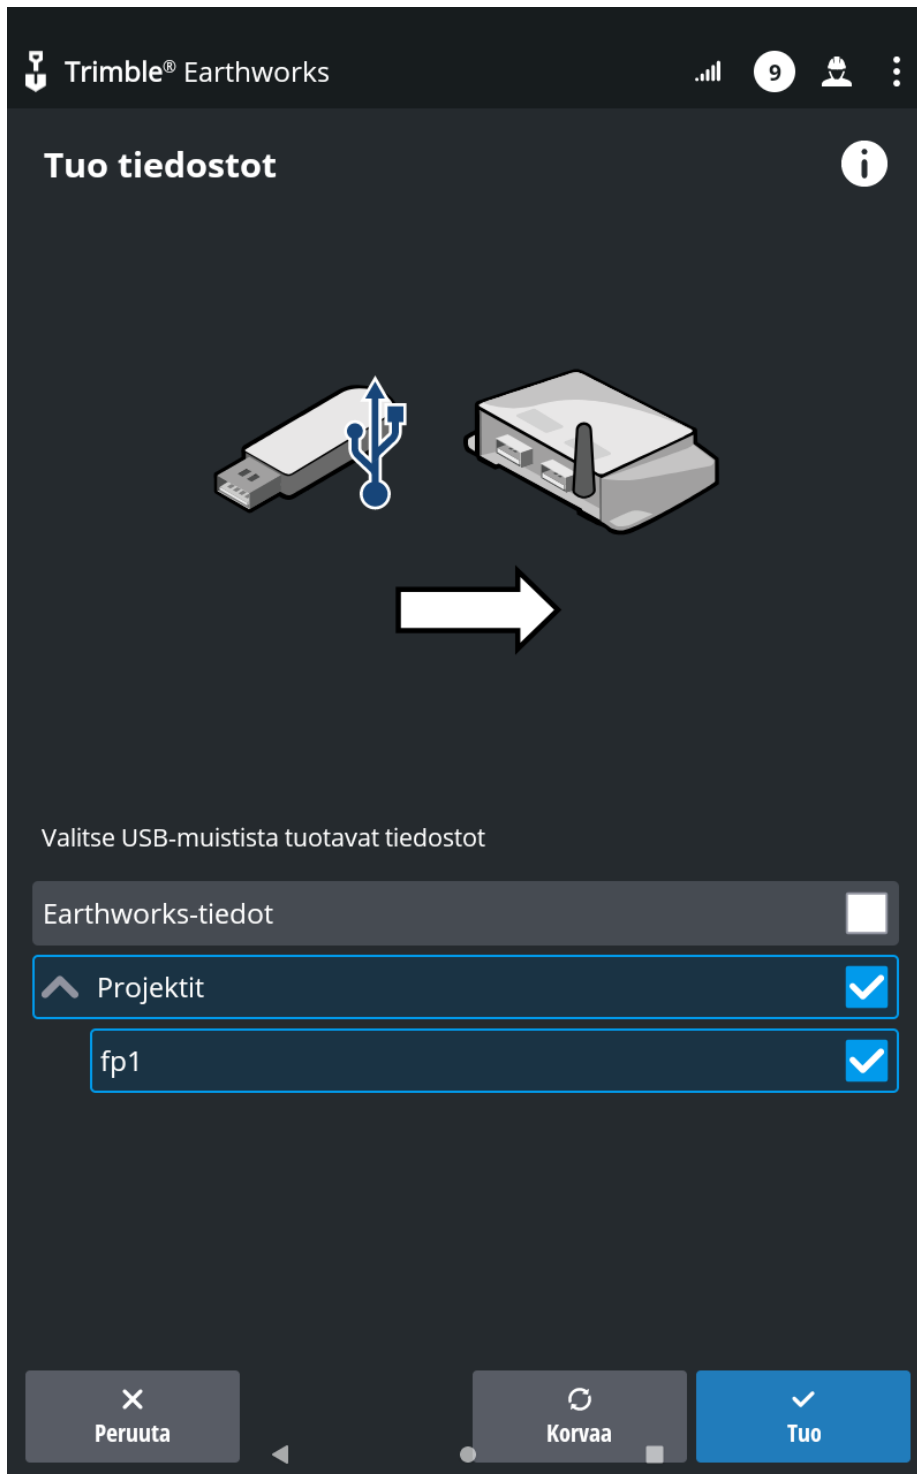 Trimble® Earthworks
9
Tuo tiedostot
Valitse USB-muistista tuotavat tiedostot
Earthworks-tiedot
Projektit
fp1
Peruuta
Korvaa
Tuo